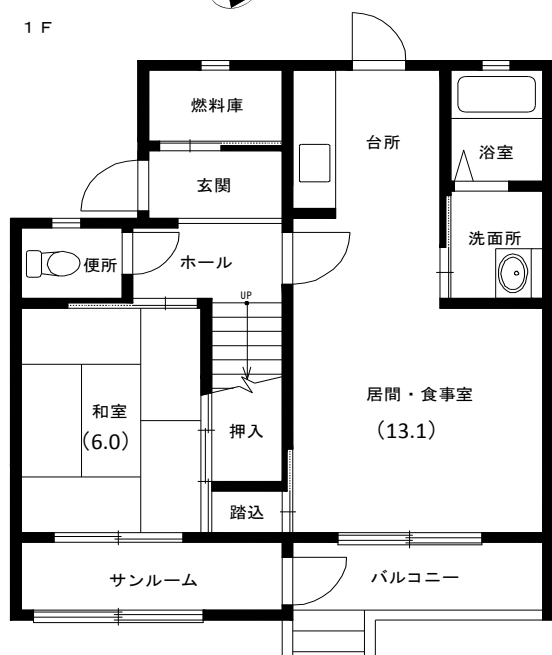 １Ｆ
燃料庫
台所
浴室
玄関
洗面所
便所
ホール
UP
居間・食事室
(13.1)
和室
(6.0)
押入
踏込
サンルーム
バルコニー